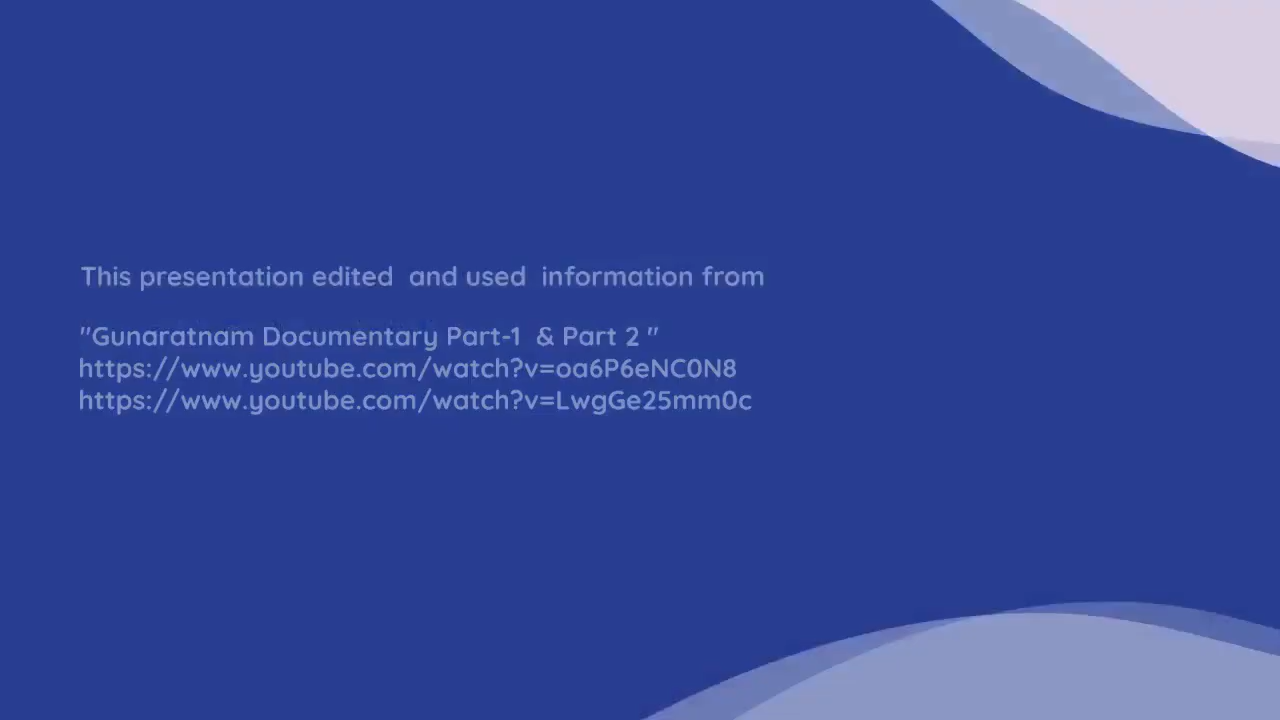 This presentation edited  and used  information from
"Gunaratnam Documentary Part-1  & Part 2 "
https://www.youtube.com/watch?v=oa6P6eNC0N8
https://www.youtube.com/watch?v=LwgGe25mm0c